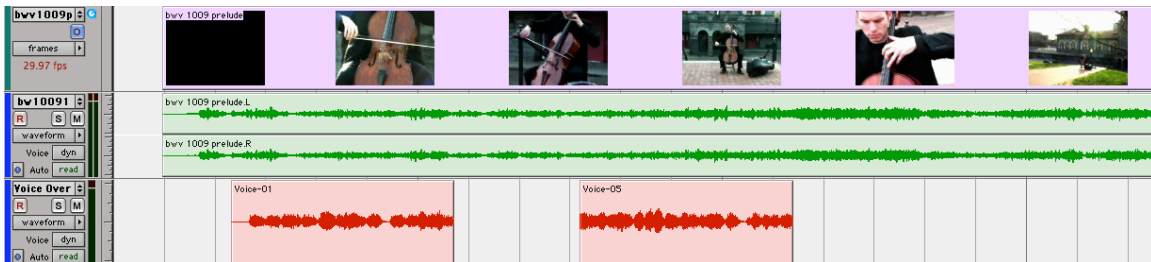 bwv1009p
O
frames
29.97 fps
bwv 1009 prelude
bw10091
R S M
waveform
Voice dyn
Auto read
bwv 1009 prelude.L
bwv 1009 prelude.R
Voice Over
R S M
waveform
Voice dyn
Auto read
Voice-01
Voice-05